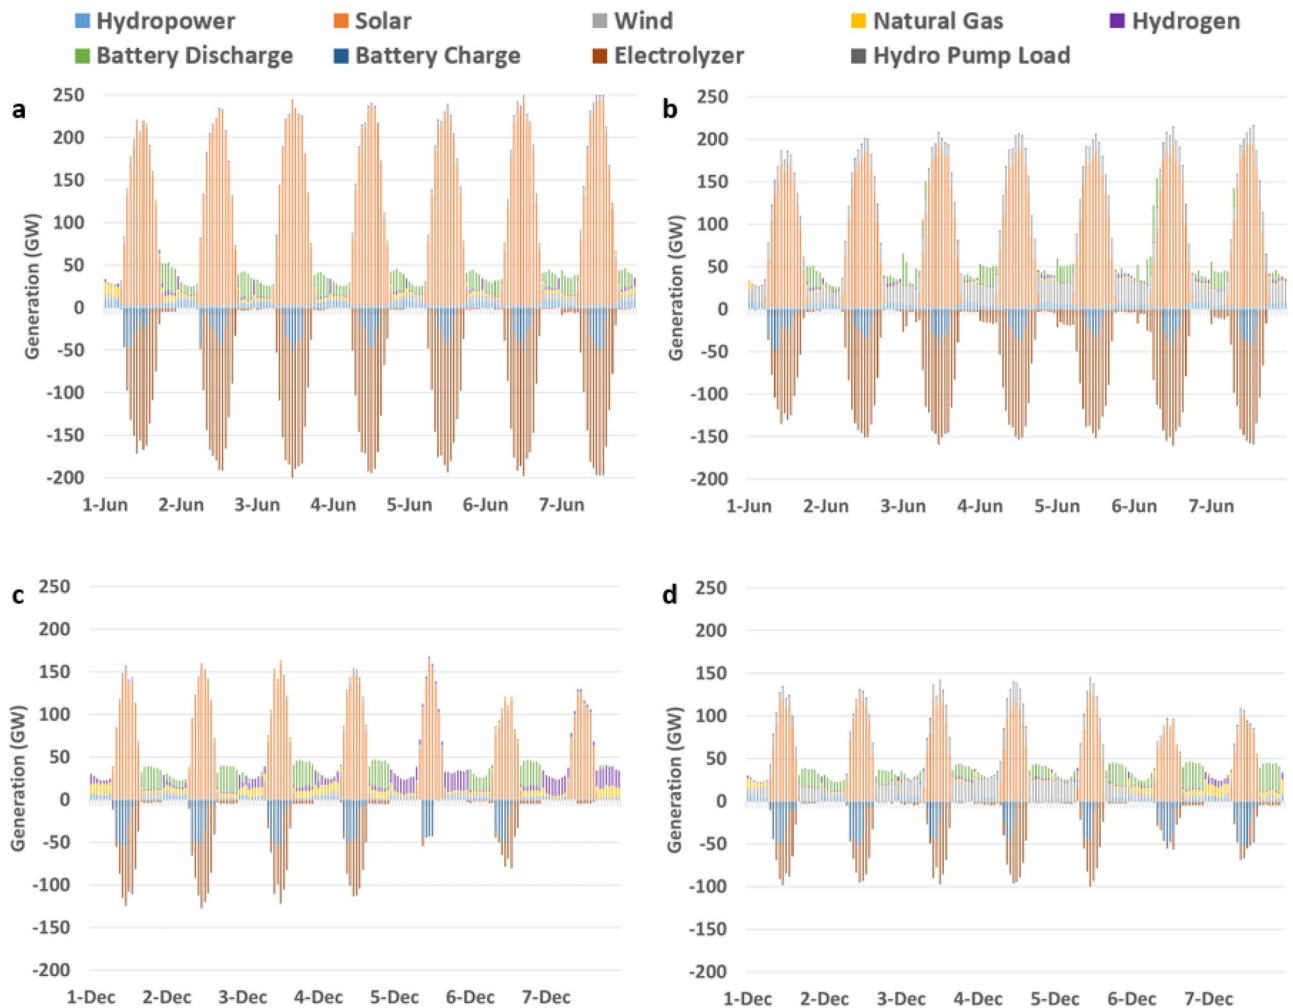 Hydropower Solar Wind Natural Gas Hydrogen
Battery Discharge Battery Charge Electrolyzer Hydro Pump Load
a
Generation (GW)
250
200
150
100
50
0
-50
-100
-150
-200
1-Jun 2-Jun 3-Jun 4-Jun 5-Jun 6-Jun 7-Jun
b
Generation (GW)
250
200
150
100
50
0
-50
-100
-150
-200
1-Jun 2-Jun 3-Jun 4-Jun 5-Jun 6-Jun 7-Jun
c
Generation (GW)
250
200
150
100
50
0
-50
-100
-150
-200
1-Dec 2-Dec 3-Dec 4-Dec 5-Dec 6-Dec 7-Dec
d
Generation (GW)
250
200
150
100
50
0
-50
-100
-150
-200
1-Dec 2-Dec 3-Dec 4-Dec 5-Dec 6-Dec 7-Dec